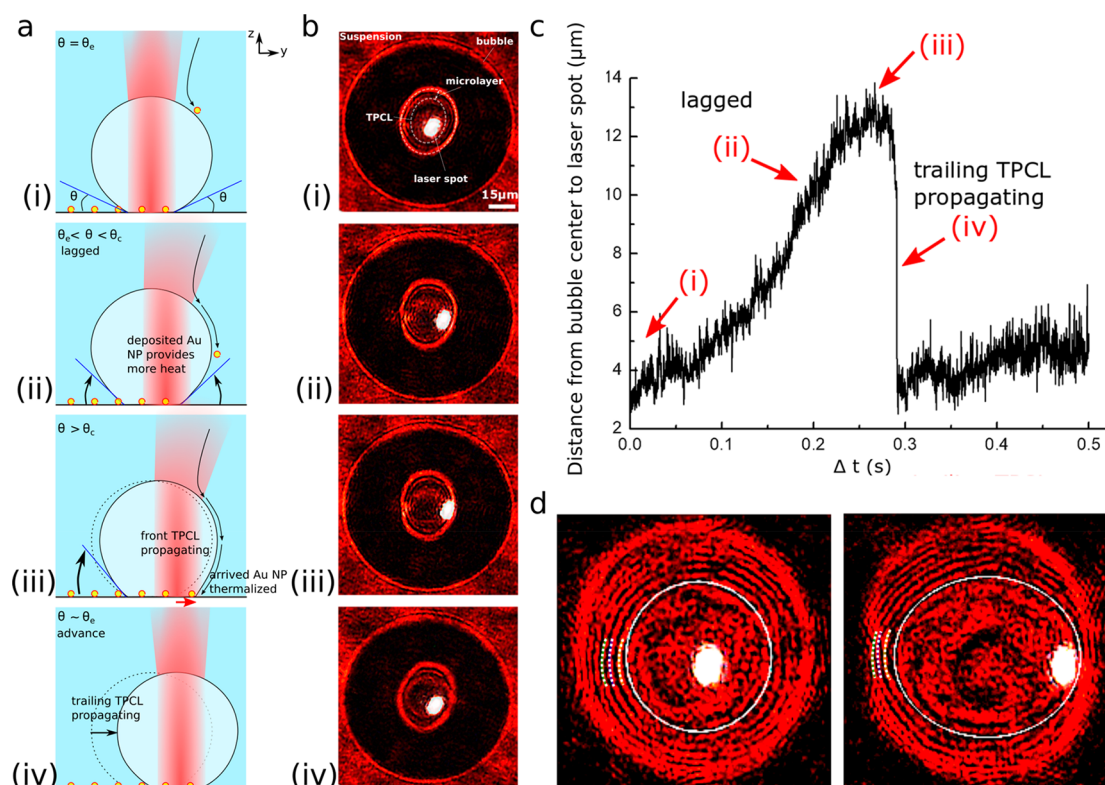 a
θ = θe
z
y
θ
θ
(i)
θe< θ < θc
lagged
deposited Au
NP provides
more heat
(ii)
θ > θc
front TPCL
propagating
arrived Au NP
thermalized
(iii)
θ ~ θe
advance
trailing TPCL
propagating
(iv)
b
Suspension
bubble
microlayer
TPCL
laser spot
15μm
(i)
(ii)
(iii)
(iv)
c
Distance from bubble center to laser spot (μm)
14
12
10
8
6
4
2
0.0
0.1
0.2
0.3
0.4
0.5
Δ t (s)
lagged
(i)
(ii)
(iii)
trailing TPCL
propagating
(iv)
d